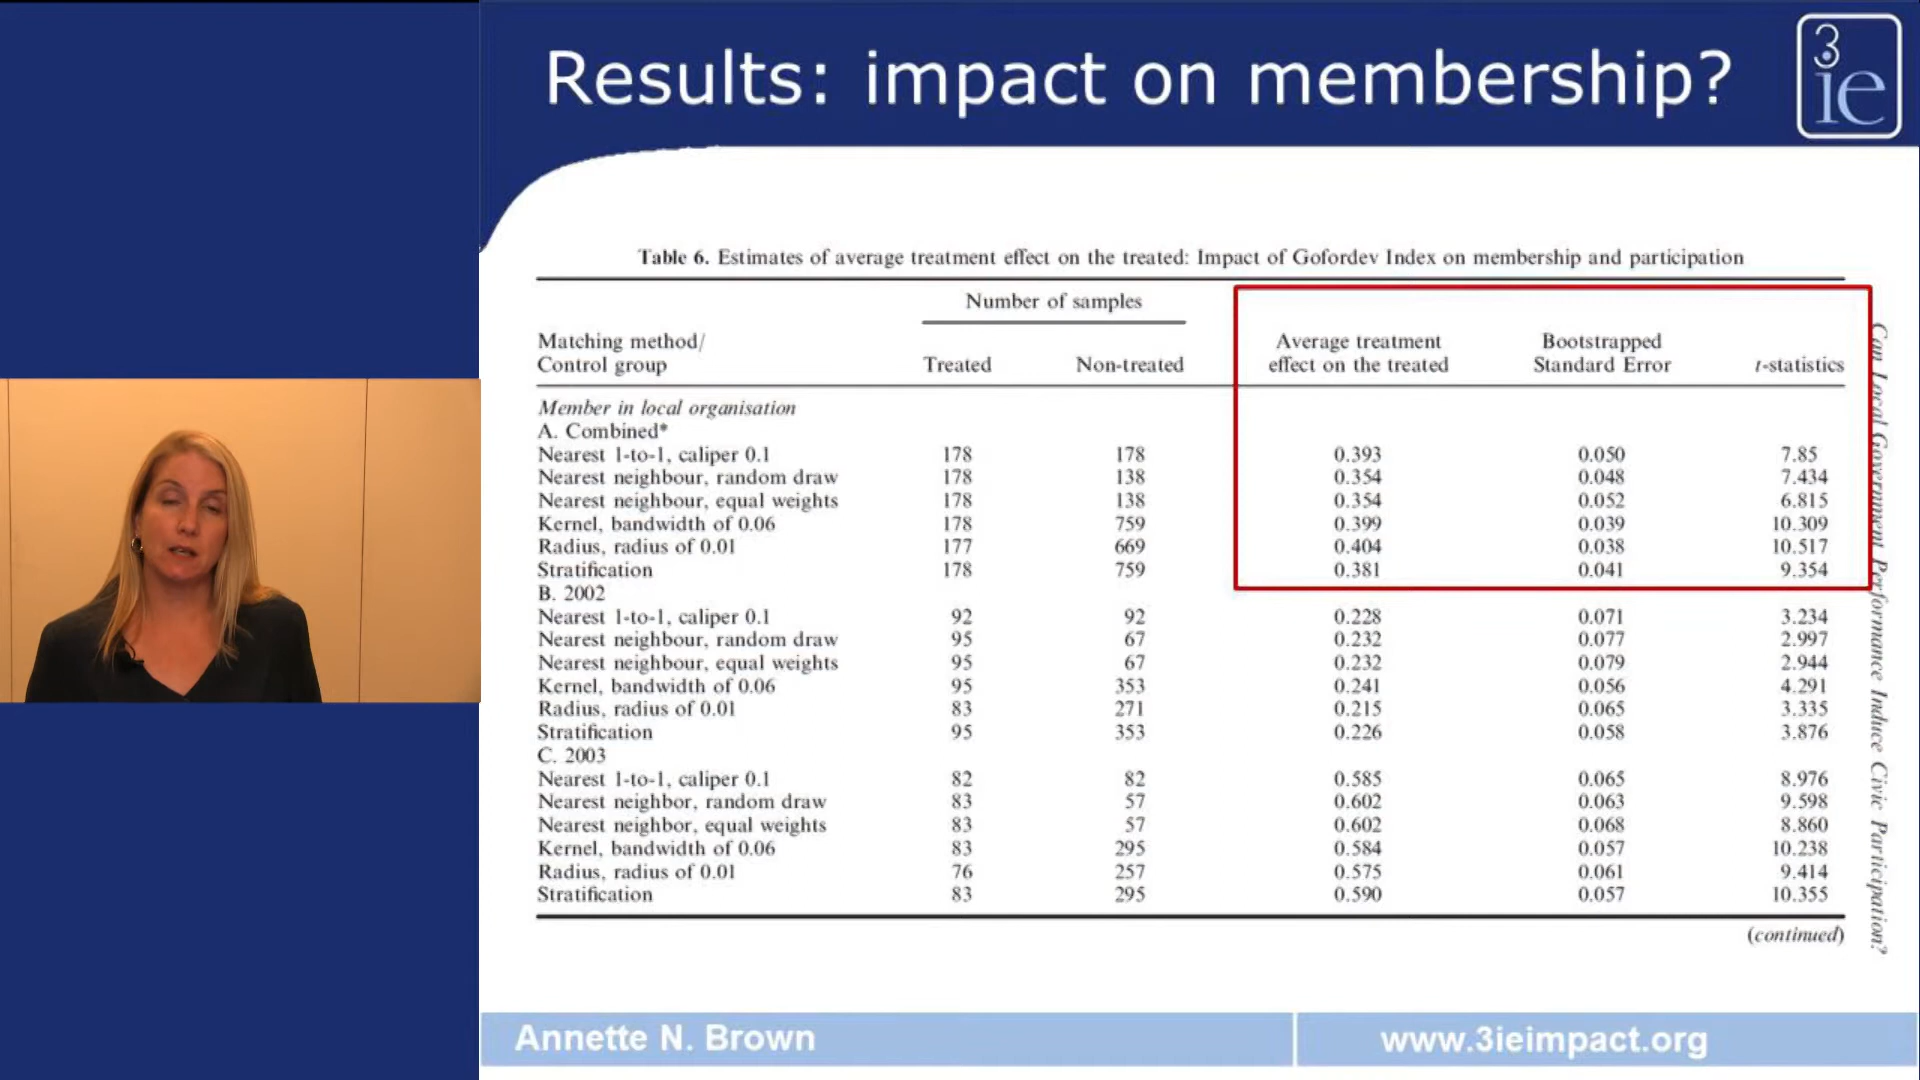 Results: impact on membership?
3ie
Table 6. Estimates of average treatment effect on the treated: Impact of Gofordev Index on membership and participation
Number of samples
Matching method/ Average treatment Bootstrapped
Control group Treated Non-treated effect on the treated Standard Error t-statistics
Member in local organisation
A. Combined*
Nearest 1-to-1, caliper 0.1 178 178 0.393 0.050 7.85
Nearest neighbour, random draw 178 138 0.354 0.048 7.434
Nearest neighbour, equal weights 178 138 0.354 0.052 6.815
Kernel, bandwidth of 0.06 178 759 0.399 0.039 10.309
Radius, radius of 0.01 177 669 0.404 0.038 10.517
Stratification 178 759 0.381 0.041 9.354
B. 2002
Nearest 1-to-1, caliper 0.1 92 92 0.228 0.071 3.234
Nearest neighbour, random draw 95 67 0.232 0.077 2.997
Nearest neighbour, equal weights 95 67 0.232 0.079 2.944
Kernel, bandwidth of 0.06 95 353 0.241 0.056 4.291
Radius, radius of 0.01 83 271 0.215 0.065 3.335
Stratification 95 353 0.226 0.058 3.876
C. 2003
Nearest 1-to-1, caliper 0.1 82 82 0.585 0.065 8.976
Nearest neighbor, random draw 83 57 0.602 0.063 9.598
Nearest neighbor, equal weights 83 57 0.602 0.068 8.860
Kernel, bandwidth of 0.06 83 295 0.584 0.057 10.238
Radius, radius of 0.01 76 257 0.575 0.061 9.414
Stratification 83 295 0.590 0.057 10.355
(continued)
Can Local Government Performance Induce Civic Participation?
Annette N. Brown
www.3ieimpact.org